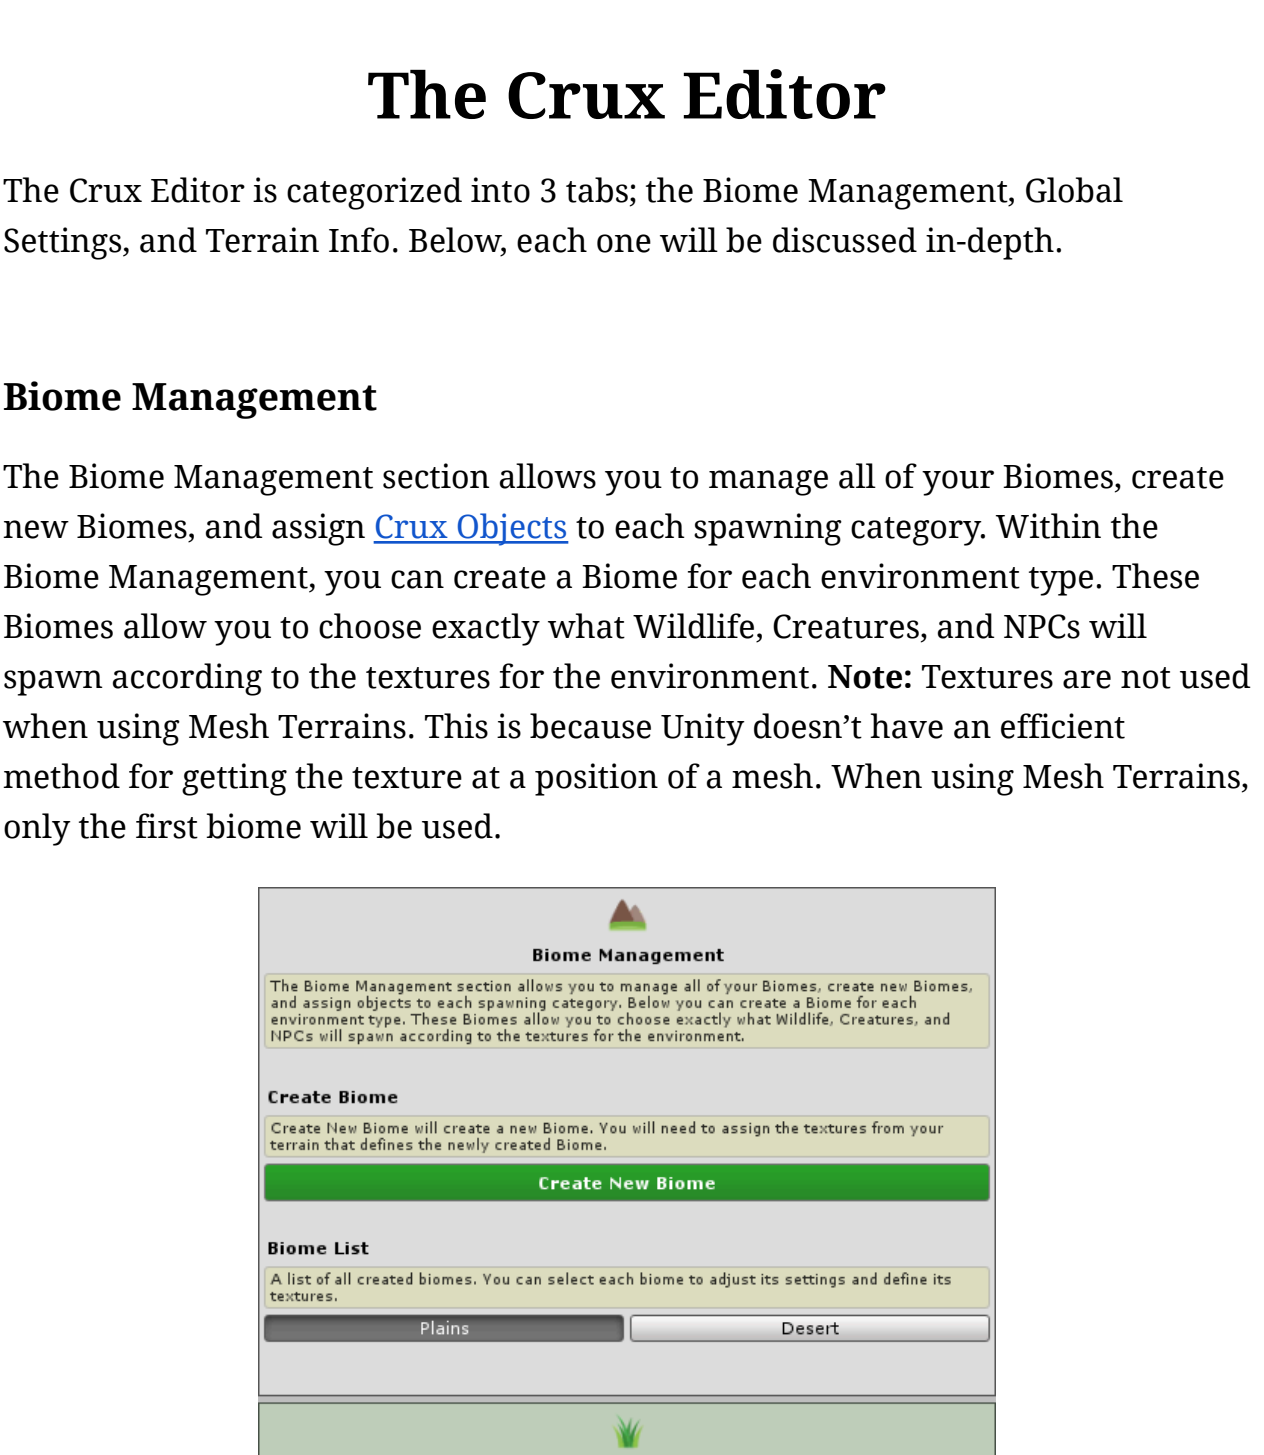 The Crux Editor
The Crux Editor is categorized into 3 tabs; the Biome Management, Global
Settings, and Terrain Info. Below, each one will be discussed in-depth.
Biome Management
The Biome Management section allows you to manage all of your Biomes, create
new Biomes, and assign Crux Objects to each spawning category. Within the
Biome Management, you can create a Biome for each environment type. These
Biomes allow you to choose exactly what Wildlife, Creatures, and NPCs will
spawn according to the textures for the environment. Note: Textures are not used
when using Mesh Terrains. This is because Unity doesn’t have an efficient
method for getting the texture at a position of a mesh. When using Mesh Terrains,
only the first biome will be used.
Biome Management
The Biome Management section allows you to manage all of your Biomes, create new Biomes,
and assign objects to each spawning category. Below you can create a Biome for each
environment type. These Biomes allow you to choose exactly what Wildlife, Creatures, and
NPCs will spawn according to the textures for the environment.
Create Biome
Create New Biome will create a new Biome. You will need to assign the textures from your
terrain that defines the newly created Biome.
Create New Biome
Biome List
A list of all created biomes. You can select each biome to adjust its settings and define its
textures.
Plains Desert